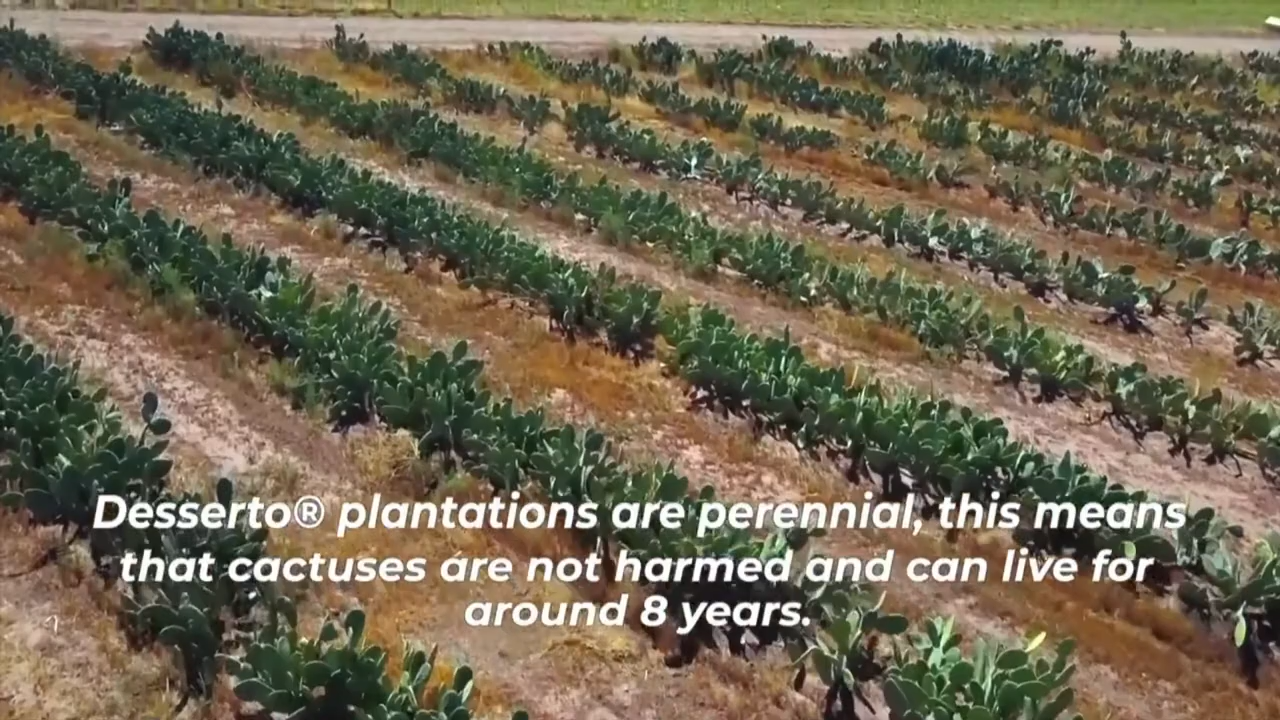 Desserto® plantations are perennial, this means
that cactuses are not harmed and can live for
around 8 years.